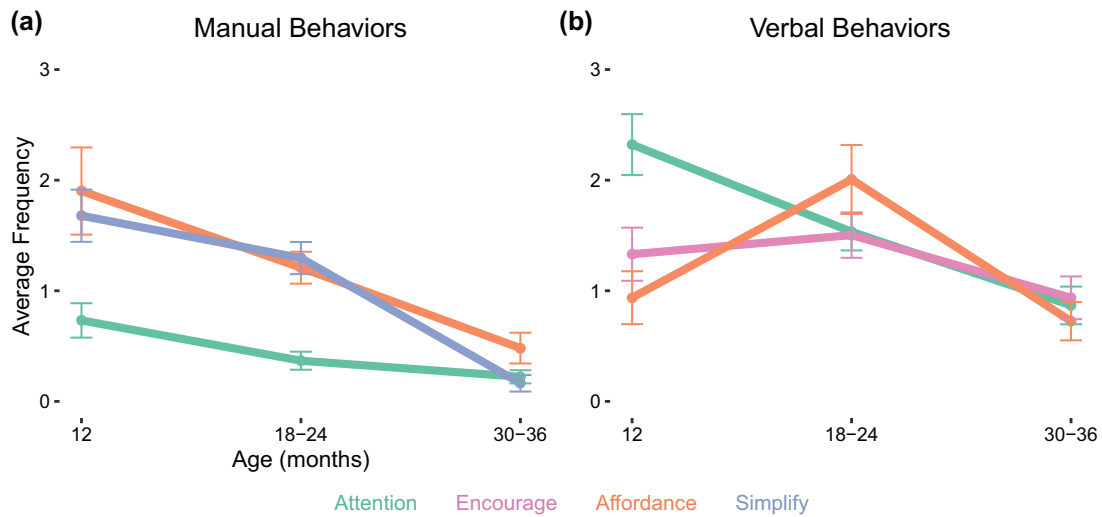 (a)
Manual Behaviors
Average Frequency
3
2
1
0
12
18−24
30−36
Age (months)
(b)
Verbal Behaviors
3
2
1
0
12
18−24
30−36
Attention Encourage Affordance Simplify